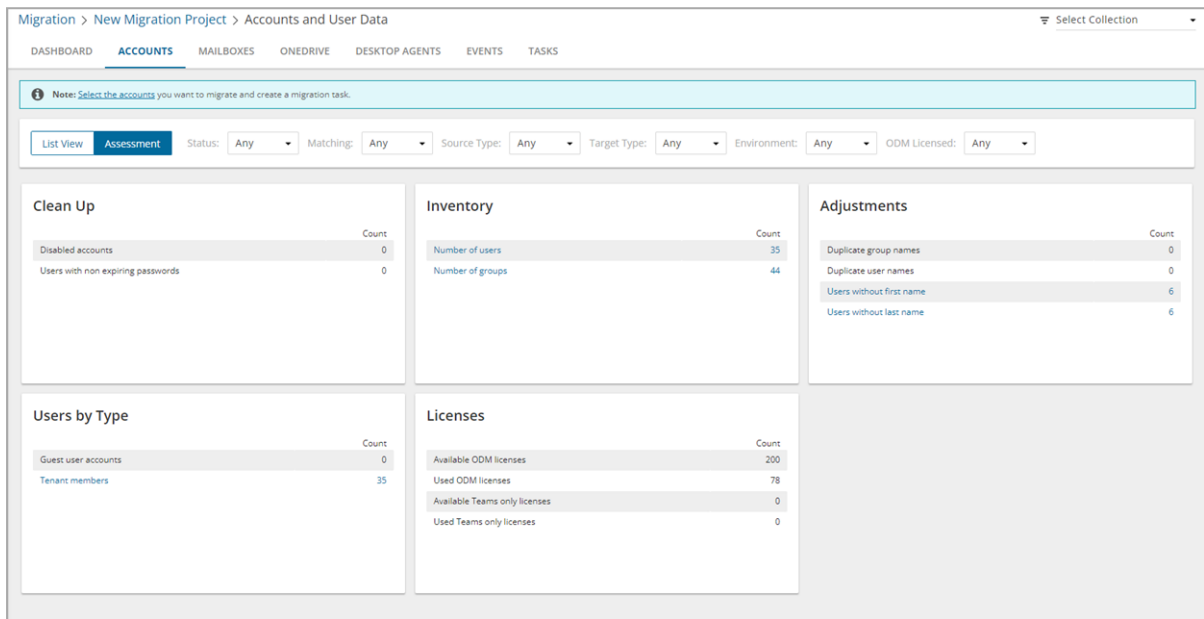 Migration > New Migration Project > Accounts and User Data
Select Collection
DASHBOARD ACCOUNTS MAILBOXES ONEDRIVE DESKTOP AGENTS EVENTS TASKS
Note: Select the accounts you want to migrate and create a migration task.
List View Assessment Status: Any Matching: Any Source Type: Any Target Type: Any Environment: Any ODM Licensed: Any
Clean Up
Count
Disabled accounts 0
Users with non expiring passwords 0
Inventory
Count
Number of users 35
Number of groups 44
Adjustments
Count
Duplicate group names 0
Duplicate user names 0
Users without first name 6
Users without last name 6
Users by Type
Count
Guest user accounts 0
Tenant members 35
Licenses
Count
Available ODM licenses 200
Used ODM licenses 78
Available Teams only licenses 0
Used Teams only licenses 0